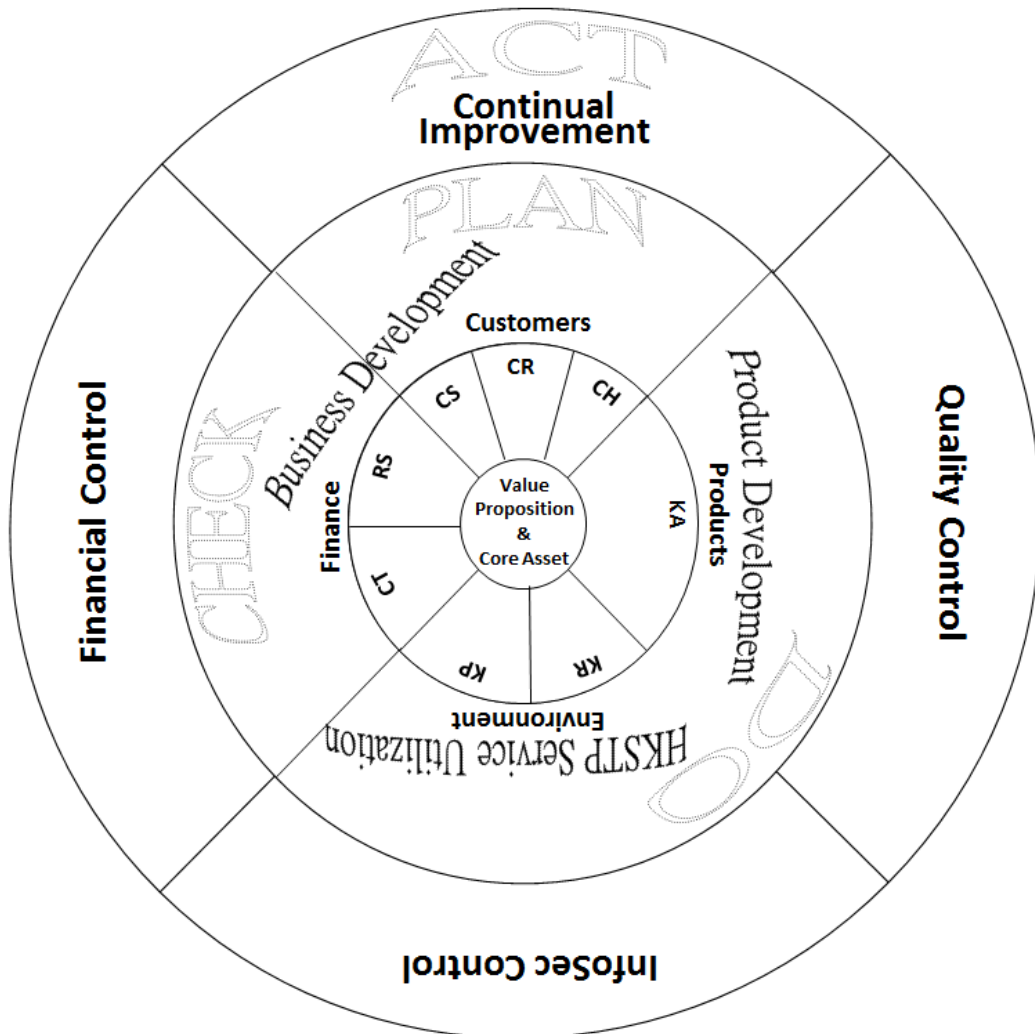 ACT
Continual
Improvement
PLAN
Business Development
Customers
CS
CR
CH
Product Development
Products
KA
Quality Control
Financial Control
CHECK
Finance
RS
CT
Value
Proposition
&
Core Asset
KP
KR
Environment
HKSTP Service Utilization
DO
InfoSec Control